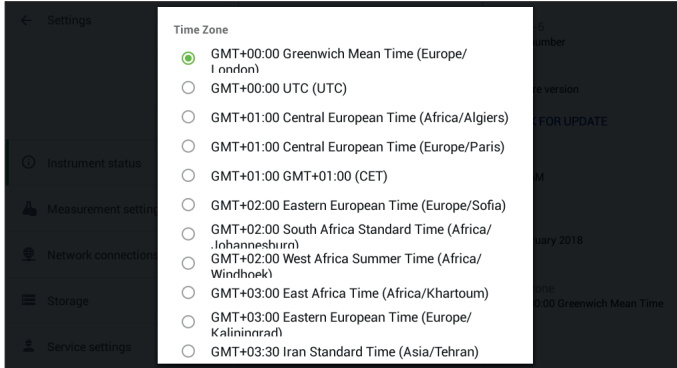 Settings
Time Zone
GMT+00:00 Greenwich Mean Time (Europe/
London)
GMT+00:00 UTC (UTC)
GMT+01:00 Central European Time (Africa/Algiers)
GMT+01:00 Central European Time (Europe/Paris)
GMT+01:00 GMT+01:00 (CET)
GMT+02:00 Eastern European Time (Europe/Sofia)
GMT+02:00 South Africa Standard Time (Africa/
Johannesburg)
GMT+02:00 West Africa Summer Time (Africa/
Windhoek)
GMT+03:00 East Africa Time (Africa/Khartoum)
GMT+03:00 Eastern European Time (Europe/
Kaliningrad)
GMT+03:30 Iran Standard Time (Asia/Tehran)
Instrument status
Measurement setting
Network connections
Storage
Service settings
umber
version
FOR UPDATE
2018
0:00 Greenwich Mean Time